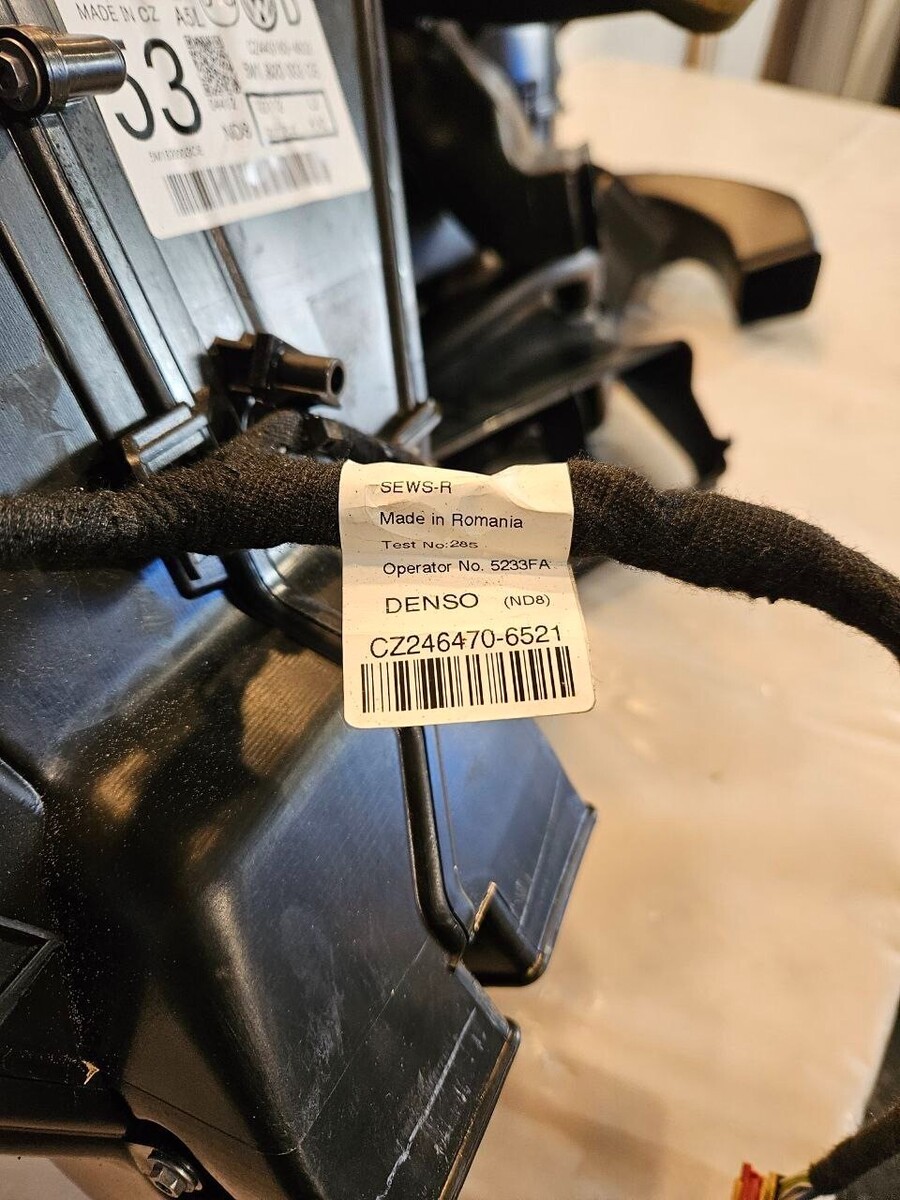 MADE IN CZ A5L
53
ND8
SEWS-R
Made in Romania
Test No:285
Operator No. 5233FA
DENSO (ND8)
CZ246470-6521